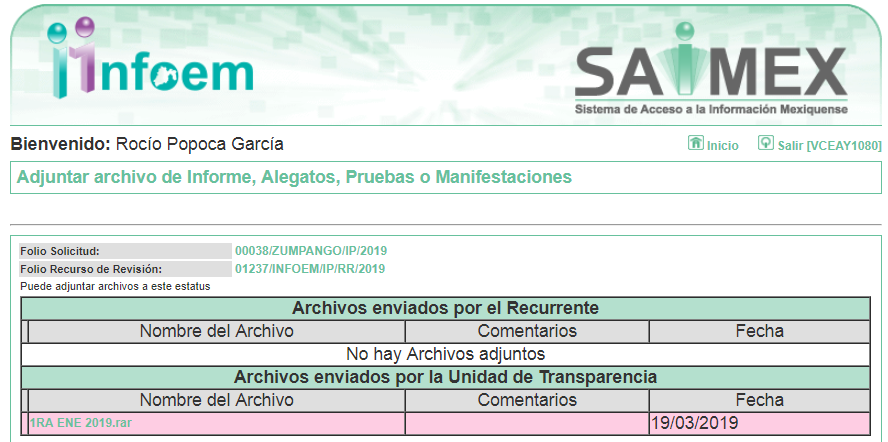 infoem
SAIMEX
Sistema de Acceso a la Información Mexiquense
Bienvenido: Rocío Popoca García
Inicio Salir [VCEAY1080]
Adjuntar archivo de Informe, Alegatos, Pruebas o Manifestaciones
Folio Solicitud: 00038/ZUMPANGO/IP/2019
Folio Recurso de Revisión: 01237/INFOEM/IP/RR/2019
Puede adjuntar archivos a este estatus
Archivos enviados por el Recurrente
Nombre del Archivo Comentarios Fecha
No hay Archivos adjuntos
Archivos enviados por la Unidad de Transparencia
Nombre del Archivo Comentarios Fecha
1RA ENE 2019.rar 19/03/2019